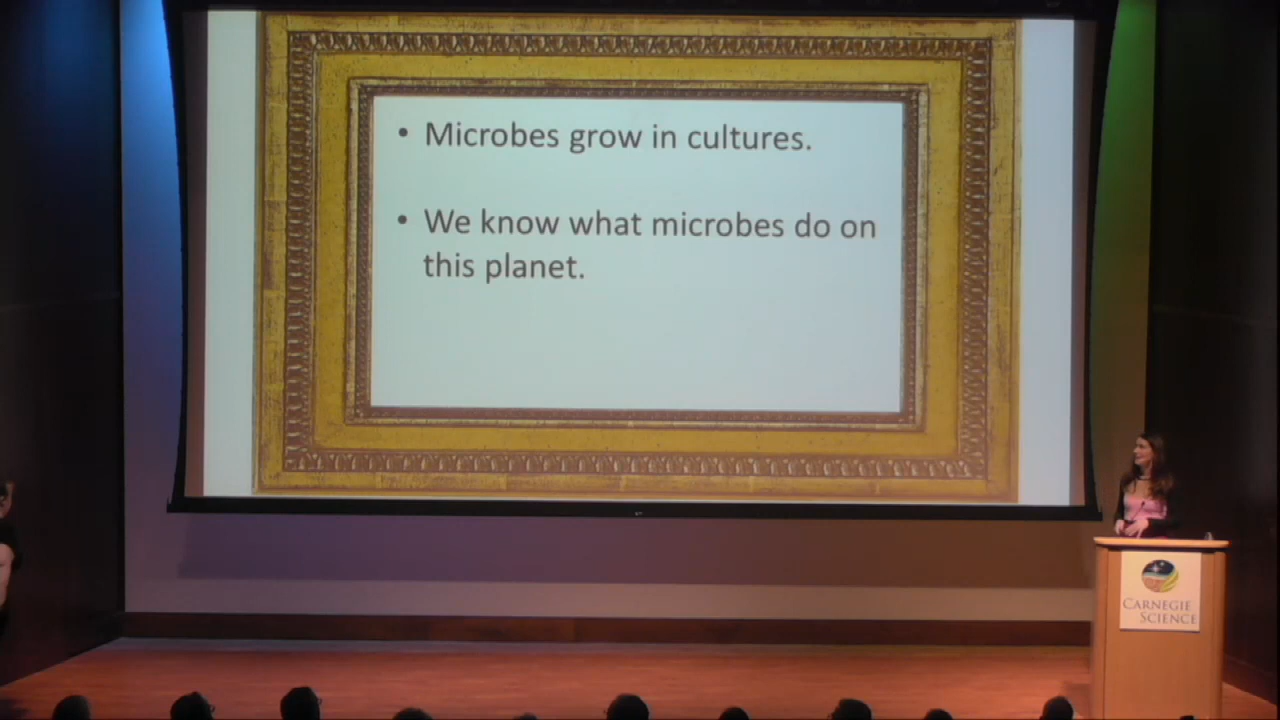 • Microbes grow in cultures.
• We know what microbes do on
this planet.
CARNEGIE
SCIENCE